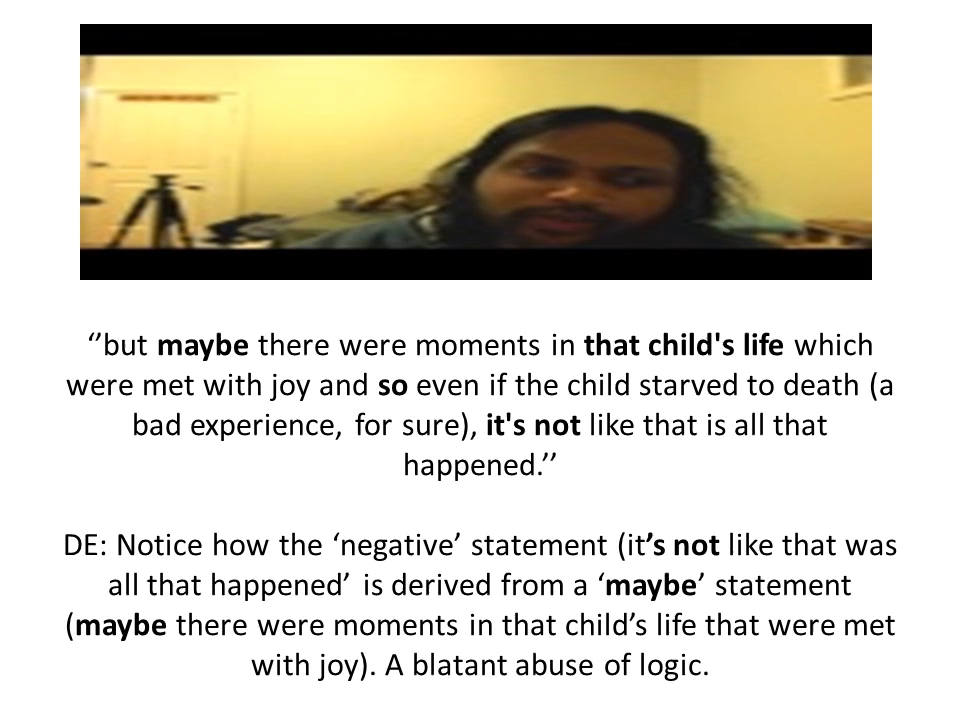 ‘’but maybe there were moments in that child's life which
were met with joy and so even if the child starved to death (a
bad experience, for sure), it's not like that is all that
happened.’’
DE: Notice how the ‘negative’ statement (it’s not like that was
all that happened’ is derived from a ‘maybe’ statement
(maybe there were moments in that child’s life that were met
with joy). A blatant abuse of logic.